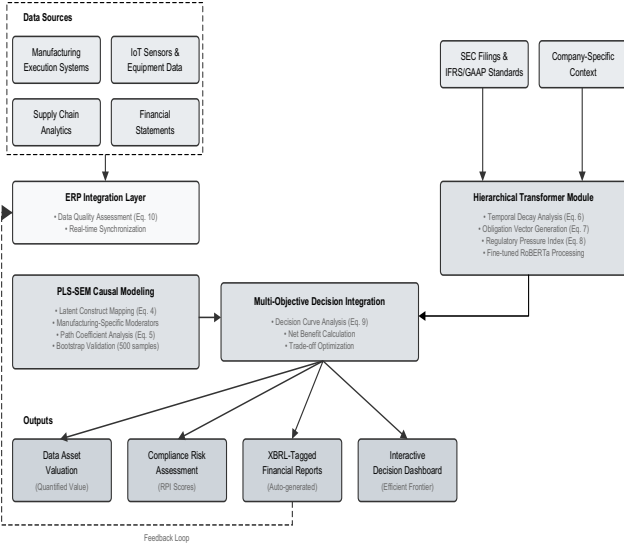 Data Sources
Manufacturing
Execution Systems
IoT Sensors &
Equipment Data
Supply Chain
Analytics
Financial
Statements
SEC Filings &
IFRS/GAAP Standards
Company-Specific
Context
ERP Integration Layer
• Data Quality Assessment (Eq. 10)
• Real-time Synchronization
Hierarchical Transformer Module
• Temporal Decay Analysis (Eq. 6)
• Obligation Vector Generation (Eq. 7)
• Regulatory Pressure Index (Eq. 8)
• Fine-tuned RoBERTa Processing
PLS-SEM Causal Modeling
• Latent Construct Mapping (Eq. 4)
• Manufacturing-Specific Moderators
• Path Coefficient Analysis (Eq. 5)
• Bootstrap Validation (500 samples)
Multi-Objective Decision Integration
• Decision Curve Analysis (Eq. 9)
• Net Benefit Calculation
• Trade-off Optimization
Outputs
Data Asset
Valuation
(Quantified Value)
Compliance Risk
Assessment
(RPI Scores)
XBRL-Tagged
Financial Reports
(Auto-generated)
Interactive
Decision Dashboard
(Efficient Frontier)
Feedback Loop